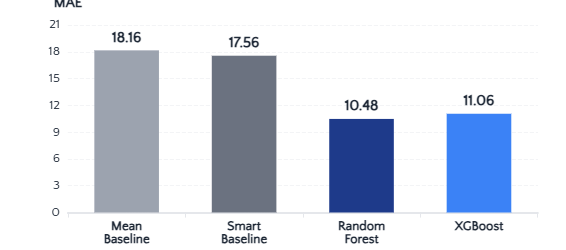 MAE
21
18.16
18
17.56
15
12
11.06
10.48
9
6
3
0
Mean Baseline
Smart Baseline
Random Forest
XGBoost